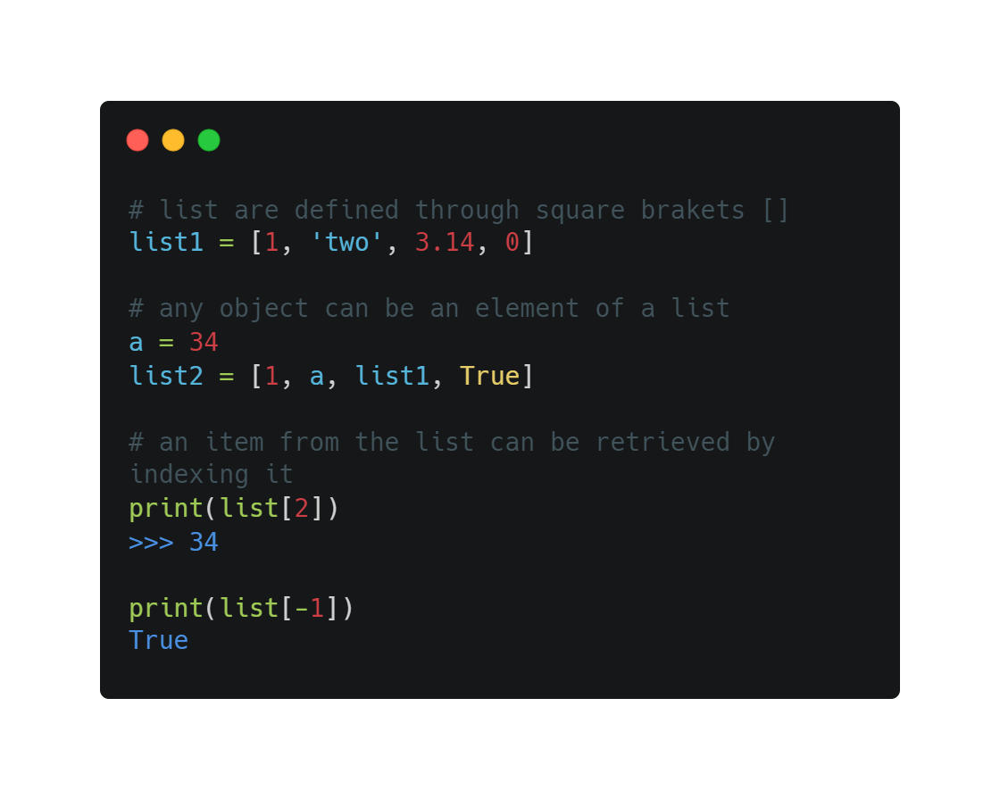 # list are defined through square brakets []
list1 = [1, 'two', 3.14, 0]
# any object can be an element of a list
a = 34
list2 = [1, a, list1, True]
# an item from the list can be retrieved by
indexing it
print(list[2])
>>> 34
print(list[-1])
True